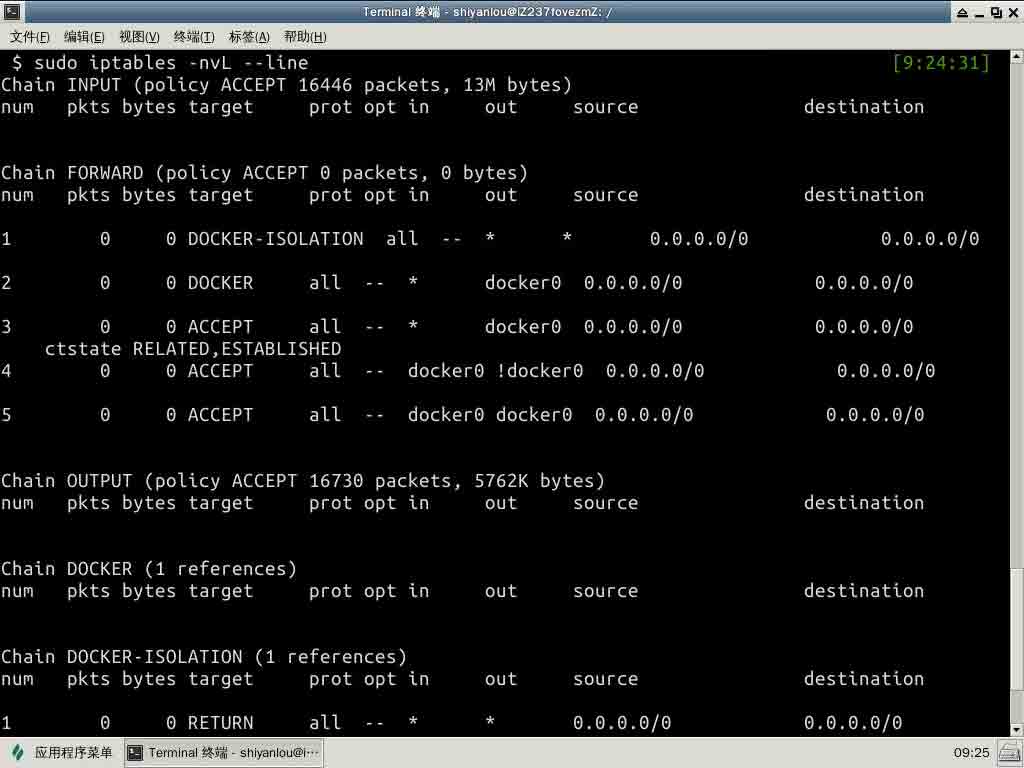 Terminal 终端 - shiyanlou@iZ237fovezmZ: /
文件(F) 编辑(E) 视图(V) 终端(T) 标签(A) 帮助(H)
$ sudo iptables -nvL --line [9:24:31]
Chain INPUT (policy ACCEPT 16446 packets, 13M bytes)
num pkts bytes target prot opt in out source destination
Chain FORWARD (policy ACCEPT 0 packets, 0 bytes)
num pkts bytes target prot opt in out source destination
1 0 0 DOCKER-ISOLATION all -- * * 0.0.0.0/0 0.0.0.0/0
2 0 0 DOCKER all -- * docker0 0.0.0.0/0 0.0.0.0/0
3 0 0 ACCEPT all -- * docker0 0.0.0.0/0 0.0.0.0/0
ctstate RELATED,ESTABLISHED
4 0 0 ACCEPT all -- docker0 !docker0 0.0.0.0/0 0.0.0.0/0
5 0 0 ACCEPT all -- docker0 docker0 0.0.0.0/0 0.0.0.0/0
Chain OUTPUT (policy ACCEPT 16730 packets, 5762K bytes)
num pkts bytes target prot opt in out source destination
Chain DOCKER (1 references)
num pkts bytes target prot opt in out source destination
Chain DOCKER-ISOLATION (1 references)
num pkts bytes target prot opt in out source destination
1 0 0 RETURN all -- * * 0.0.0.0/0 0.0.0.0/0
应用程序菜单 Terminal 终端 - shiyanlou@i··· 09:25